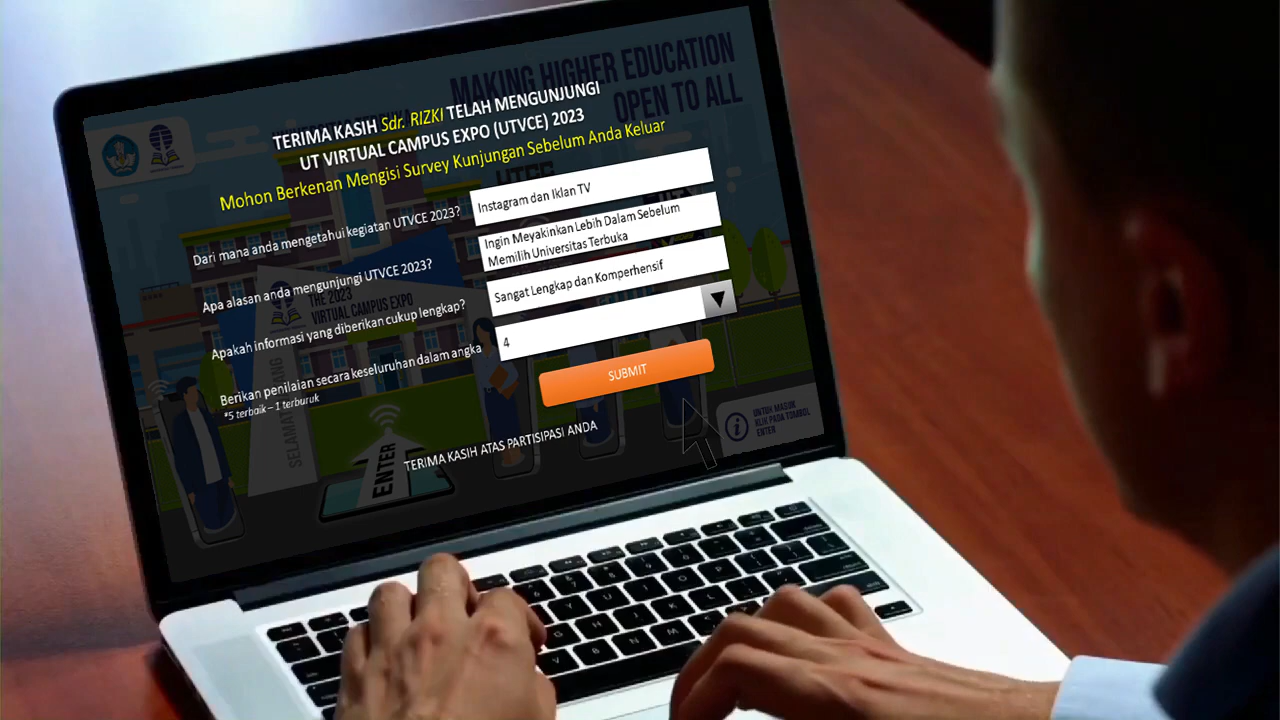 MAKING HIGHER EDUCATION
OPEN TO ALL
TERIMA KASIH Sdr. RIZKI TELAH MENGUNJUNGI
UT VIRTUAL CAMPUS EXPO (UTVCE) 2023
Mohon Berkenan Mengisi Survey Kunjungan Sebelum Anda Keluar
Dari mana anda mengetahui kegiatan UTVCE 2023?
Instagram dan Iklan TV
Apa alasan anda mengunjungi UTVCE 2023?
Ingin Meyakinkan Lebih Dalam Sebelum
Memilih Universitas Terbuka
Apakah informasi yang diberikan cukup lengkap?
Sangat Lengkap dan Komperhensif
Berikan penilaian secara keseluruhan dalam angka
*5 terbaik – 1 terburuk
4
SUBMIT
TERIMA KASIH ATAS PARTISIPASI ANDA
THE 2023
VIRTUAL CAMPUS EXPO
SELAMAT
ENTER
UNTUK MASUK
KLIK PADA TOMBOL
ENTER